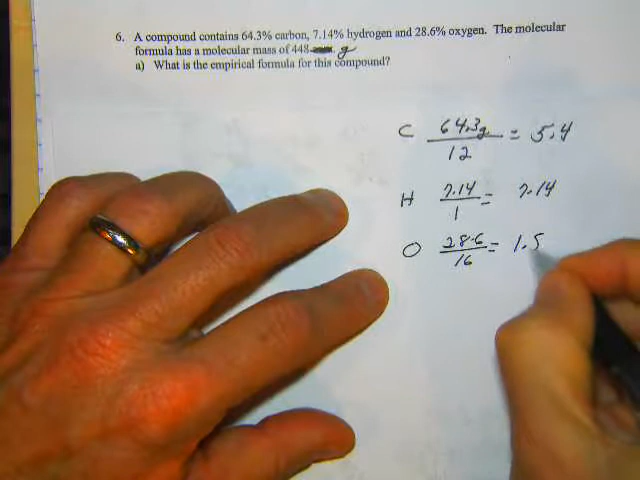 6. A compound contains 64.3% carbon, 7.14% hydrogen and 28.6% oxygen. The molecular
formula has a molecular mass of 448 g
a) What is the empirical formula for this compound?
C 64.3g / 12 = 5.4
H 7.14 / 1 = 7.14
O 28.6 / 16 = 1.5